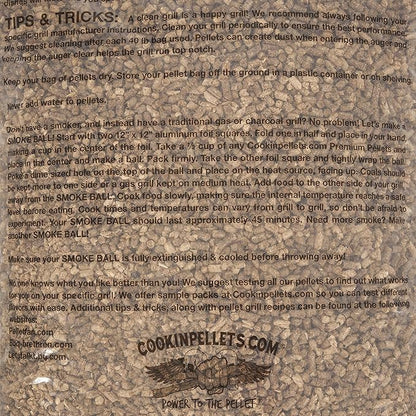 TIPS & TRICKS: A clean grill is a happy grill! We recommend always following your
specific grill manufacturer instructions. Clean your grill periodically to ensure the best performance.
We suggest cleaning after each 40 lb bag used. Pellets can create dust when entering the auger and
keeping the auger clear helps the grill run top notch.
Keep your bag of pellets dry. Store your pellet bag off the ground in a plastic container or on shelving
Never add water to pellets.
Don't have a smoker, and instead have a traditional gas or charcoal grill? No problem! Let's make a
SMOKE BALL! Start with two 12" x 12" aluminum foil squares. Fold one in half and place in your hand
making a cup in the center of the foil. Take a ½ cup of any Cookinpellets.com Premium Pellets and
place in the center and make a ball. Pack firmly. Take the other foil square and tightly wrap the ball.
Poke a dime sized hole on the top of the ball and place on the heat source, facing up. Coals should
be kept more to one side or a gas grill kept on medium heat. Add food to the other side of your grill
away from the SMOKE BALL. Cook food slowly, making sure the internal temperature reaches a safe
level before eating. Cook times and temperatures can vary from grill to grill, so don't be afraid to
experiment. Your SMOKE BALL should last approximately 45 minutes. Need more smoke? Make
another SMOKE BALL!
Make sure your SMOKE BALL is fully extinguished & cooled before throwing away!
No one knows what you like better than you! We suggest testing all our pellets to find out what works
for you on your specific grill. We offer sample packs at Cookinpellets.com so you can test different
flavors with ease. Additional tips & tricks, along with pellet grill recipes can be found at the following
websites:
Pelletfan.com
Bbq-brethren.com
Letstalkbbq.com
COOKINPELLETS.COM
POWER TO THE PELLET